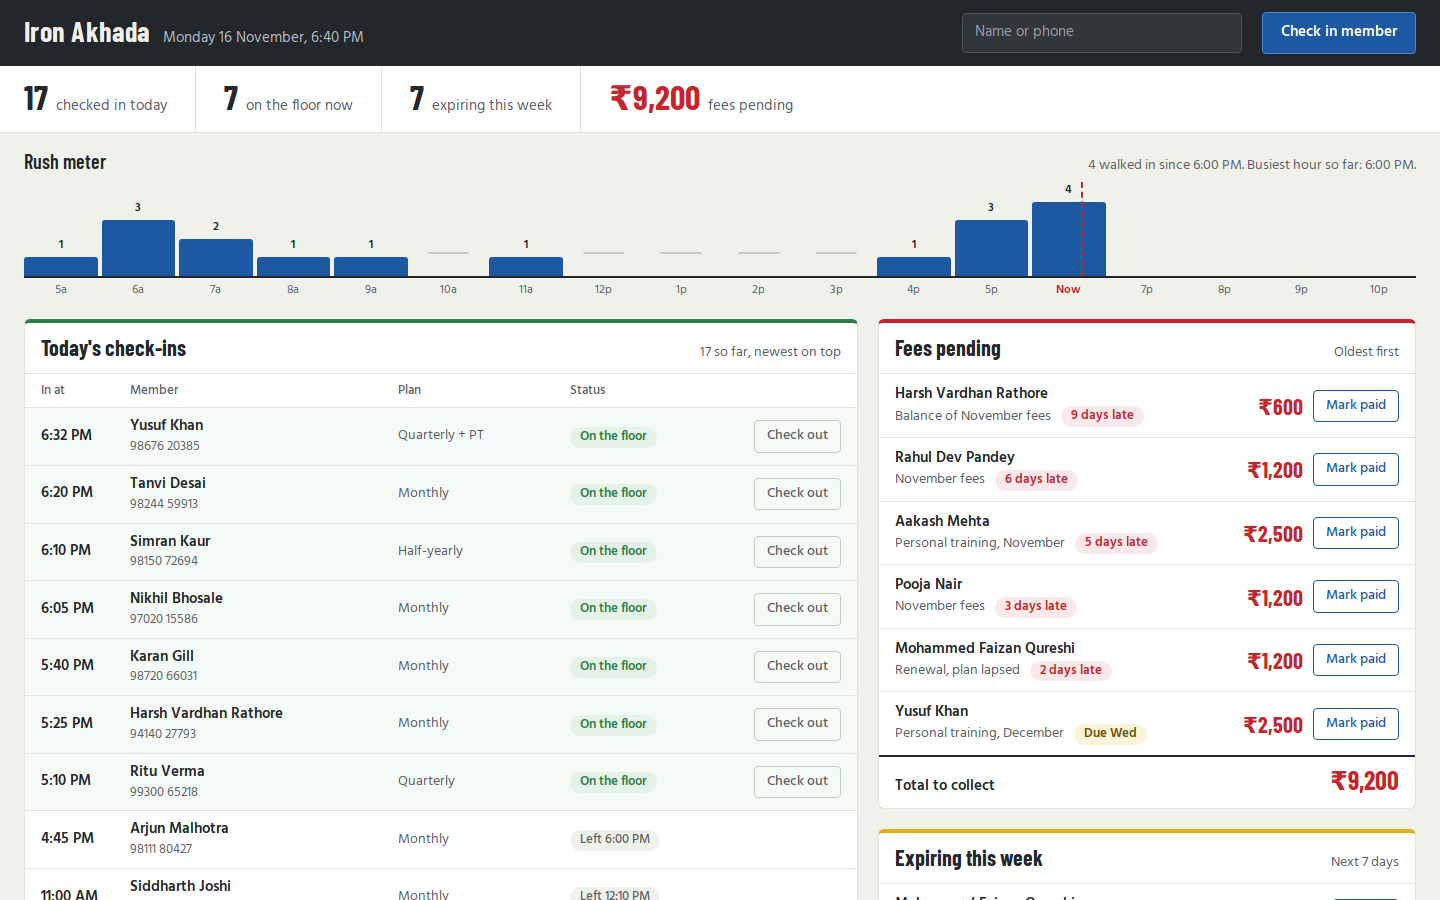 Iron Akhada Monday 16 November, 6:40 PM
Name or phone
Check in member
17 checked in today
7 on the floor now
7 expiring this week
₹9,200 fees pending
Rush meter
4 walked in since 6:00 PM. Busiest hour so far: 6:00 PM.
1 3 2 1 1 1 1 3 4
5a 6a 7a 8a 9a 10a 11a 12p 1p 2p 3p 4p 5p Now 7p 8p 9p 10p
Today's check-ins
17 so far, newest on top
In at Member Plan Status
6:32 PM Yusuf Khan Quarterly + PT On the floor Check out
98676 20385
6:20 PM Tanvi Desai Monthly On the floor Check out
98244 59913
6:10 PM Simran Kaur Half-yearly On the floor Check out
98150 72694
6:05 PM Nikhil Bhosale Monthly On the floor Check out
97020 15586
5:40 PM Karan Gill Monthly On the floor Check out
98720 66031
5:25 PM Harsh Vardhan Rathore Monthly On the floor Check out
94140 27793
5:10 PM Ritu Verma Quarterly On the floor Check out
99300 65218
4:45 PM Arjun Malhotra Monthly Left 6:00 PM
98111 80427
11:00 AM Siddharth Joshi Monthly Left 12:10 PM
Fees pending
Oldest first
Harsh Vardhan Rathore
Balance of November fees 9 days late ₹600 Mark paid
Rahul Dev Pandey
November fees 6 days late ₹1,200 Mark paid
Aakash Mehta
Personal training, November 5 days late ₹2,500 Mark paid
Pooja Nair
November fees 3 days late ₹1,200 Mark paid
Mohammed Faizan Qureshi
Renewal, plan lapsed 2 days late ₹1,200 Mark paid
Yusuf Khan
Personal training, December Due Wed ₹2,500 Mark paid
Total to collect ₹9,200
Expiring this week
Next 7 days